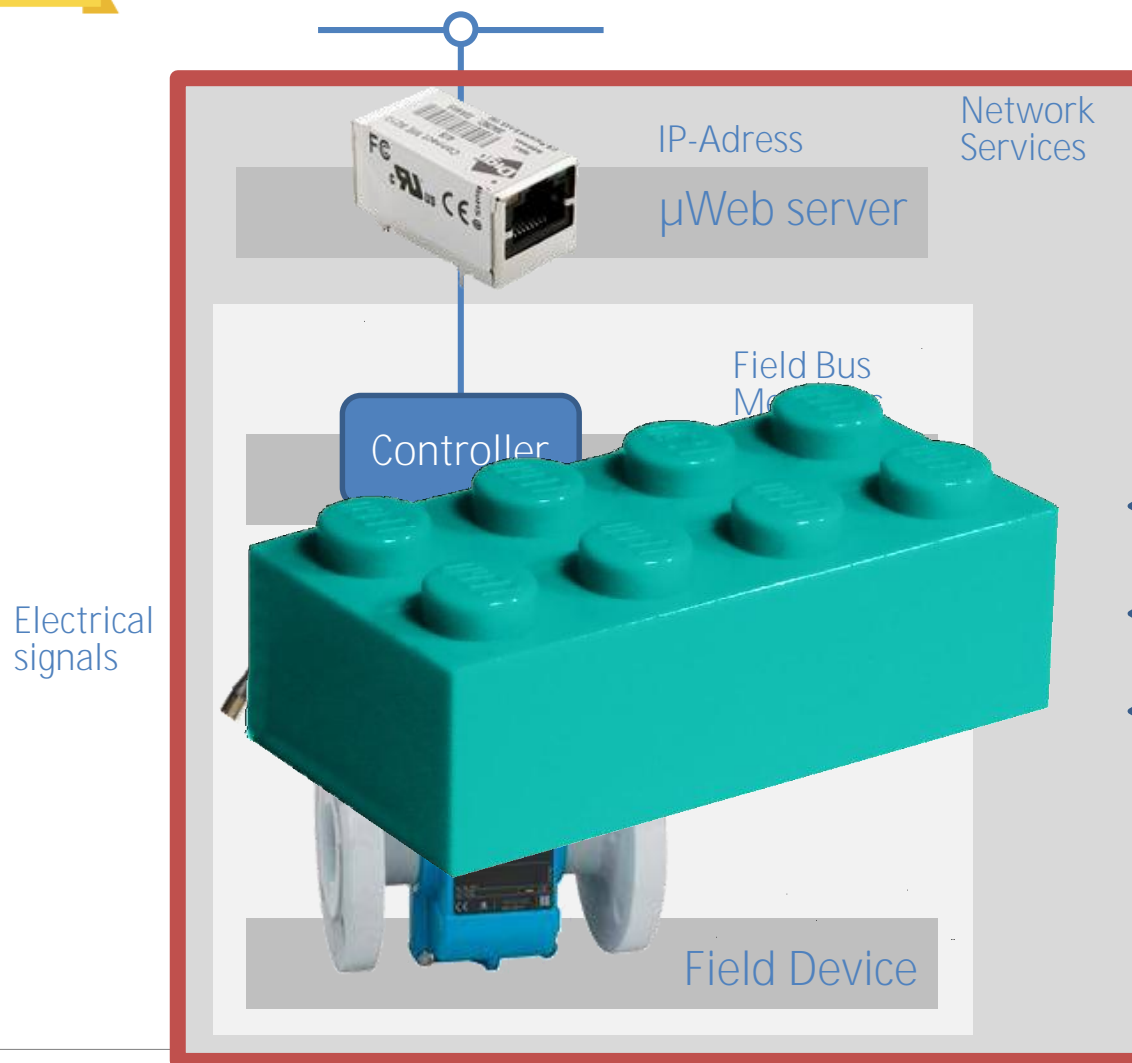 IP-Adress
Network
Services
µWeb server
Field Bus
Controller
Electrical
signals
Field Device